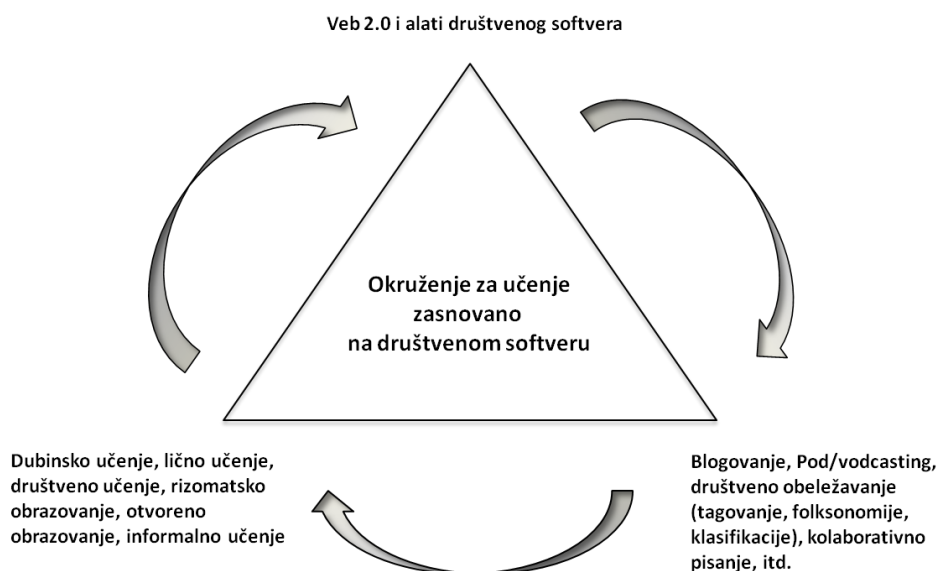 Veb 2.0 i alati društvenog softvera
Okruženje za učenje
zasnovano
na društvenom softveru
Dubinsko učenje, lično učenje,
društveno učenje, rizomatsko
obrazovanje, otvoreno
obrazovanje, informalno učenje
Blogovanje, Pod/vodcasting,
društveno obeležavanje
(tagovanje, folksonomije,
klasifikacije), kolaborativno
pisanje, itd.